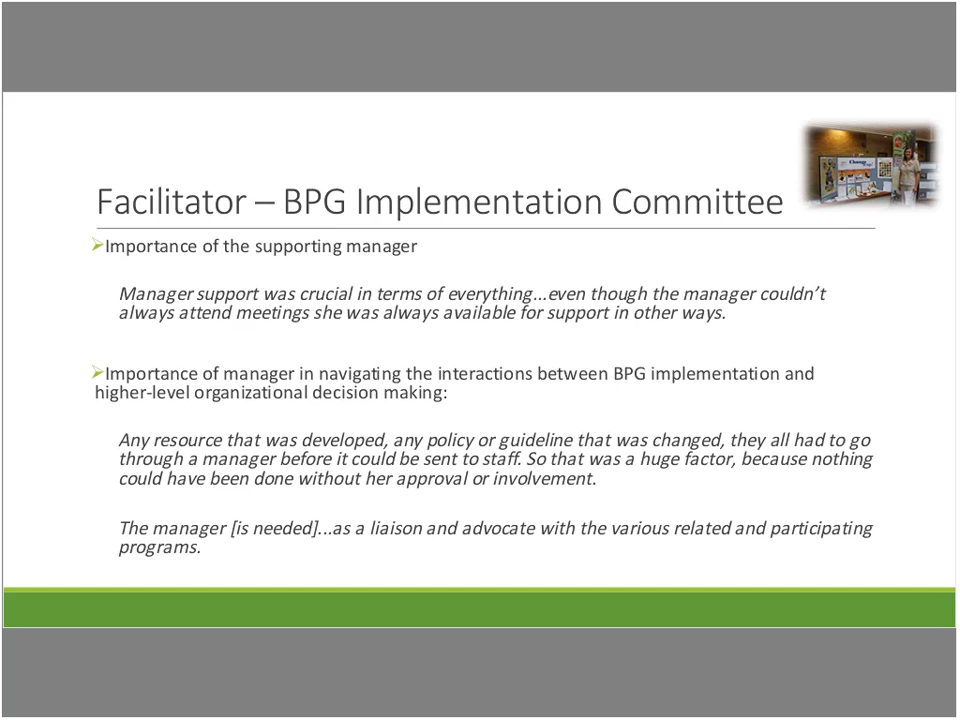 Facilitator – BPG Implementation Committee
➢Importance of the supporting manager
Manager support was crucial in terms of everything...even though the manager couldn’t
always attend meetings she was always available for support in other ways.
➢Importance of manager in navigating the interactions between BPG implementation and
higher-level organizational decision making:
Any resource that was developed, any policy or guideline that was changed, they all had to go
through a manager before it could be sent to staff. So that was a huge factor, because nothing
could have been done without her approval or involvement.
The manager [is needed]...as a liaison and advocate with the various related and participating
programs.